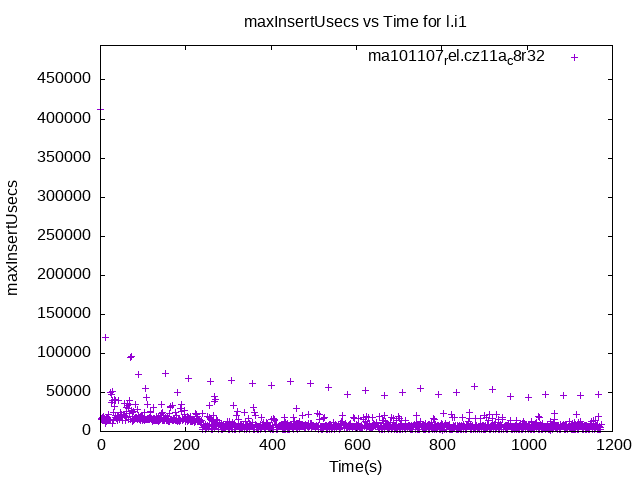 maxInsertUsecs vs Time for l.i1
ma101107rel.cz11ac8r32
450000
400000
350000
300000
250000
200000
150000
100000
50000
0
maxInsertUsecs
0 200 400 600 800 1000 1200
Time(s)